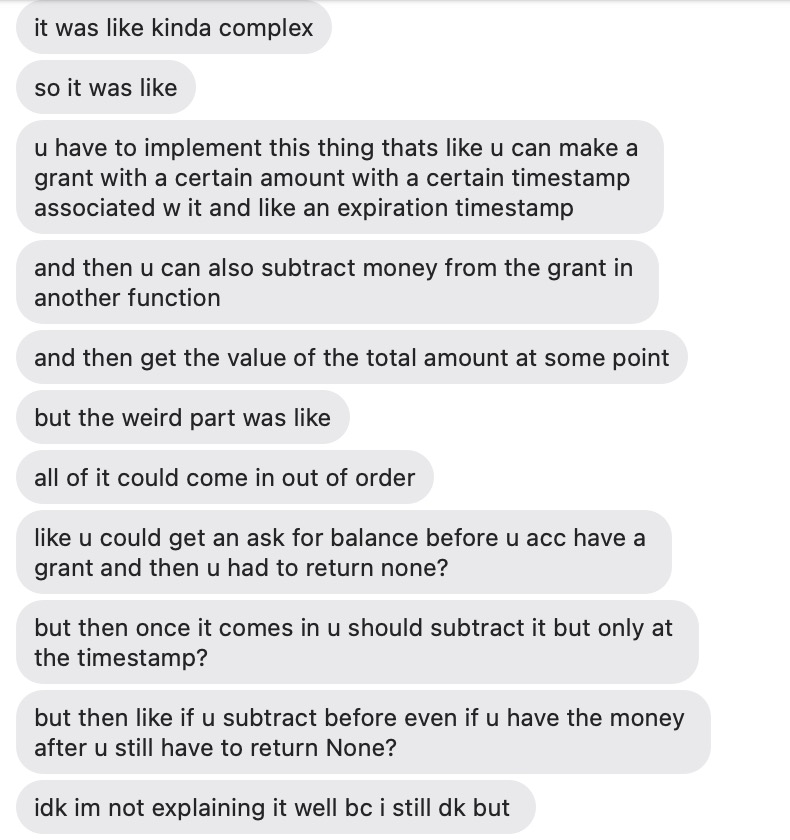 it was like kinda complex
so it was like
u have to implement this thing thats like u can make a
grant with a certain amount with a certain timestamp
associated w it and like an expiration timestamp
and then u can also subtract money from the grant in
another function
and then get the value of the total amount at some point
but the weird part was like
all of it could come in out of order
like u could get an ask for balance before u acc have a
grant and then u had to return none?
but then once it comes in u should subtract it but only at
the timestamp?
but then like if u subtract before even if u have the money
after u still have to return None?
idk im not explaining it well bc i still dk but